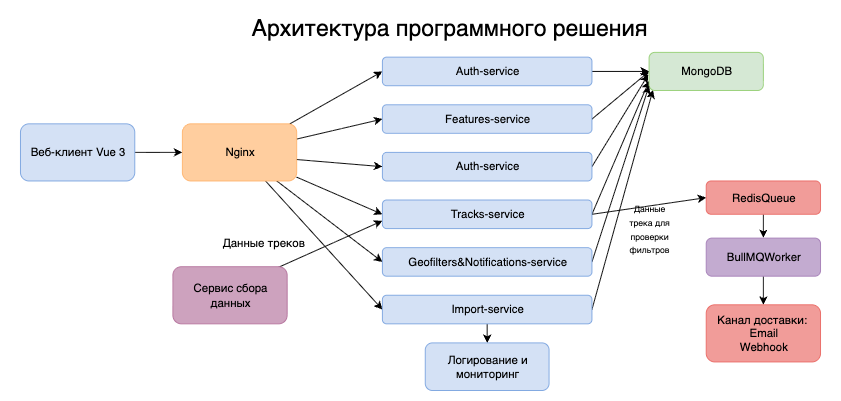 Архитектура программного решения
Auth-service
MongoDB
Features-service
Веб-клиент Vue 3
Nginx
Auth-service
Tracks-service
RedisQueue
Данные
трека для
проверки
фильтров
Данные треков
Geofilters&Notifications-service
BullMQWorker
Сервис сбора
данных
Import-service
Канал доставки:
Email
Webhook
Логирование и
мониторинг